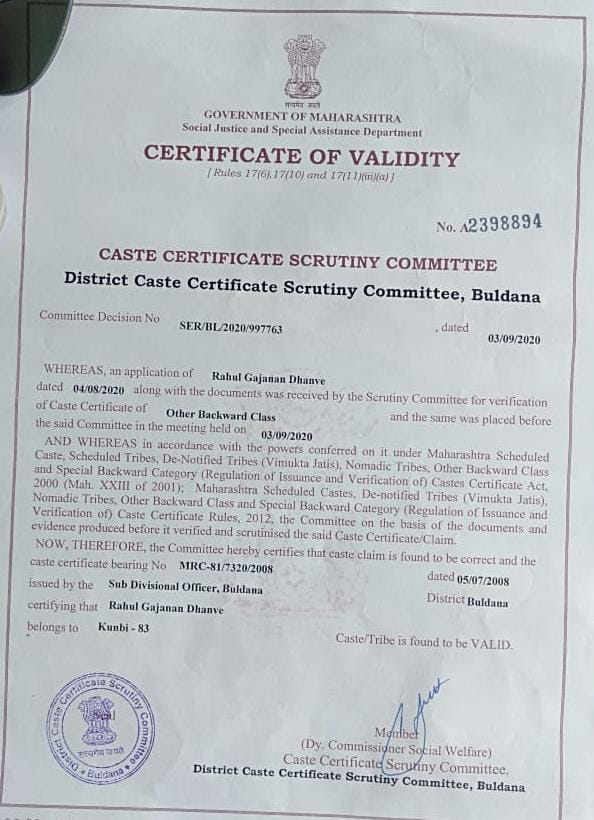 सत्यमेव जयते
GOVERNMENT OF MAHARASHTRA
Social Justice and Special Assistance Department
CERTIFICATE OF VALIDITY
[ Rules 17(6),17(10) and 17(11)(iii)(a) ]
No. A2398894
CASTE CERTIFICATE SCRUTINY COMMITTEE
District Caste Certificate Scrutiny Committee, Buldana
Committee Decision No SER/BL/2020/997763 , dated 03/09/2020
WHEREAS, an application of Rahul Gajanan Dhanve
dated 04/08/2020 along with the documents was received by the Scrutiny Committee for verification
of Caste Certificate of Other Backward Class and the same was placed before
the said Committee in the meeting held on 03/09/2020
AND WHEREAS in accordance with the powers conferred on it under Maharashtra Scheduled
Caste, Scheduled Tribes, De-Notified Tribes (Vimukta Jatis), Nomadic Tribes, Other Backward Class
and Special Backward Category (Regulation of Issuance and Verification of) Castes Certificate Act,
2000 (Mah. XXIII of 2001); Maharashtra Scheduled Castes, De-notified Tribes (Vimukta Jatis),
Nomadic Tribes, Other Backward Class and Special Backward Category (Regulation of Issuance and
Verification of) Caste Certificate Rules, 2012, the Committee on the basis of the documents and
evidence produced before it verified and scrutinised the said Caste Certificate/Claim.
NOW, THEREFORE, the Committee hereby certifies that caste claim is found to be correct and the
caste certificate bearing No MRC-81/7320/2008 dated 05/07/2008
issued by the Sub Divisional Officer, Buldana District Buldana
certifying that Rahul Gajanan Dhanve
belongs to Kunbi - 83 Caste/Tribe is found to be VALID.
District Caste Certificate Scrutiny Committee
Seal
सत्यमेव जयते
* Buldana *
Member
(Dy. Commissioner Social Welfare)
Caste Certificate Scrutiny Committee.
District Caste Certificate Scrutiny Committee, Buldana